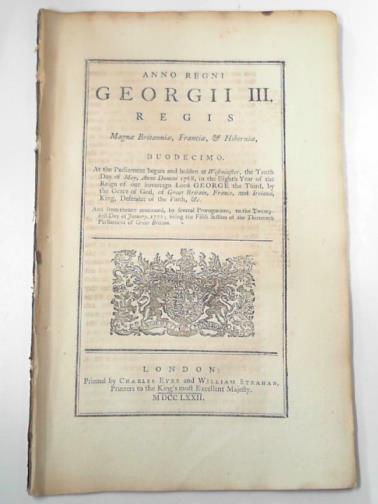 ANNO REGNI
GEORGII III.
REGIS
Magnæ Britanniæ, Franciæ, & Hiberniæ,
DUODECIMO.
At the Parliament begun and holden at Westminster, the Tenth
Day of May, Anno Domini 1768, in the Eighth Year of the
Reign of our Sovereign Lord GEORGE the Third, by
the Grace of God, of Great Britain, France, and Ireland,
King, Defender of the Faith, &c.
And from thence continued, by several Prorogations, to the Twenty-
first Day of January, 1772; being the Fifth Session of the Thirteenth
Parliament of Great Britain.
LONDON:
Printed by CHARLES EYRE and WILLIAM STRAHAN,
Printers to the King's most Excellent Majesty.
MDCCLXXII.